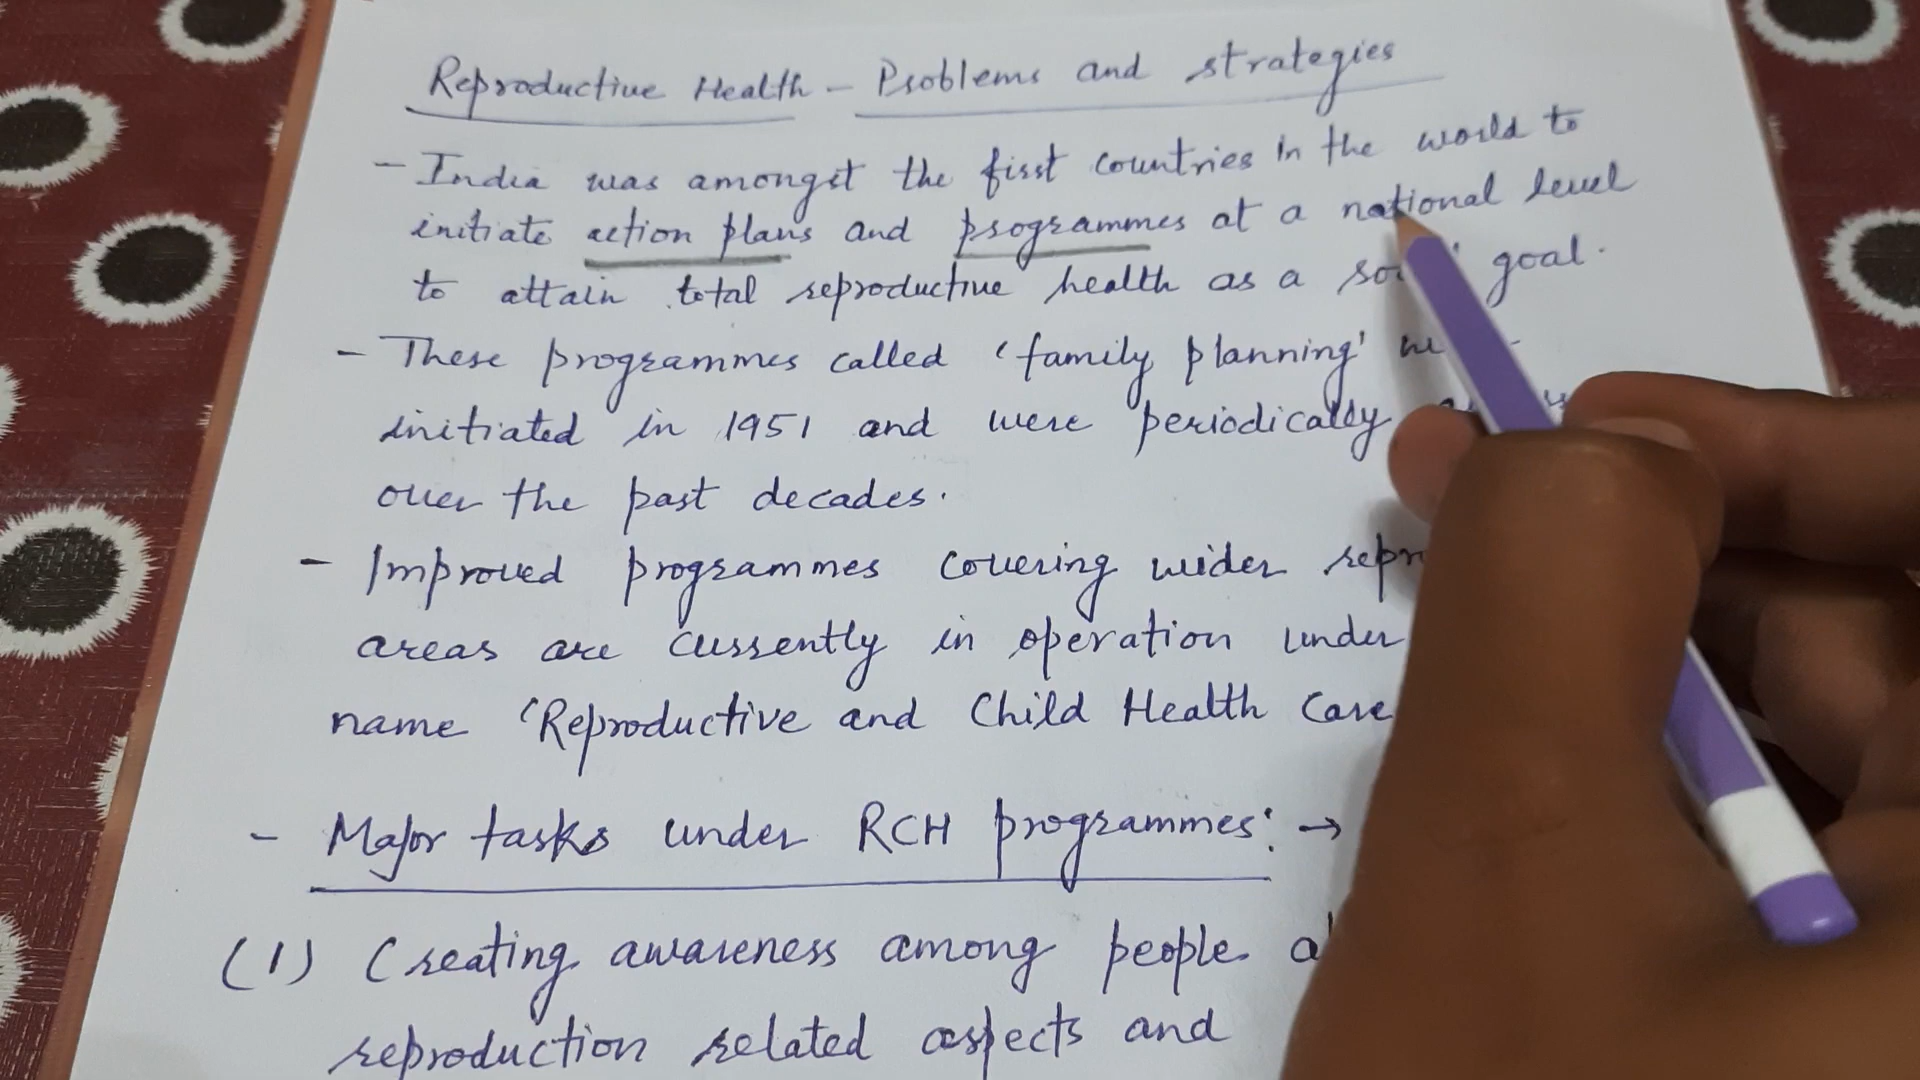 Reproductive Health - Problems and strategies
- India was amongst the first countries in the world to
initiate action plans and programmes at a national level
to attain total reproductive health as a goal.
- These programmes called 'family planning'
initiated in 1951 and were periodically
over the past decades.
- Improved programmes covering wider
areas are currently in operation under
name 'Reproductive and Child Health Care
- Major tasks under RCH programmes: →
(1) Creating awareness among people
reproduction related aspects and